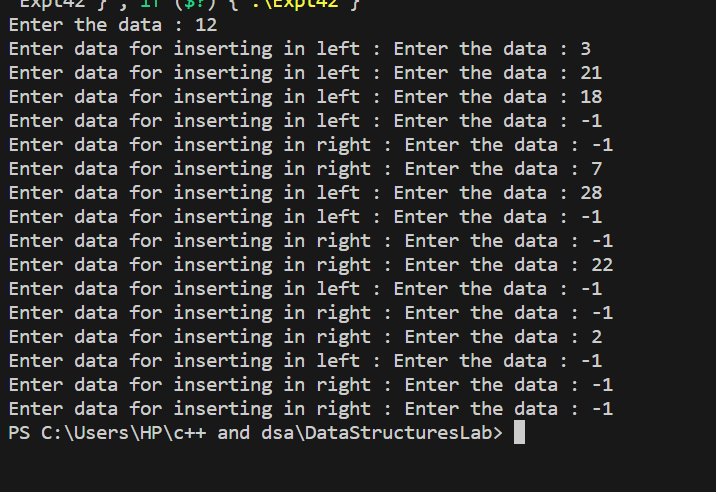 Expt42 } ; if ($?) { .\Expt42 }
Enter the data : 12
Enter data for inserting in left : Enter the data : 3
Enter data for inserting in left : Enter the data : 21
Enter data for inserting in left : Enter the data : 18
Enter data for inserting in left : Enter the data : -1
Enter data for inserting in right : Enter the data : -1
Enter data for inserting in right : Enter the data : 7
Enter data for inserting in left : Enter the data : 28
Enter data for inserting in left : Enter the data : -1
Enter data for inserting in right : Enter the data : -1
Enter data for inserting in right : Enter the data : 22
Enter data for inserting in left : Enter the data : -1
Enter data for inserting in right : Enter the data : -1
Enter data for inserting in right : Enter the data : 2
Enter data for inserting in left : Enter the data : -1
Enter data for inserting in right : Enter the data : -1
Enter data for inserting in right : Enter the data : -1
PS C:\Users\HP\c++ and dsa\DataStructuresLab>